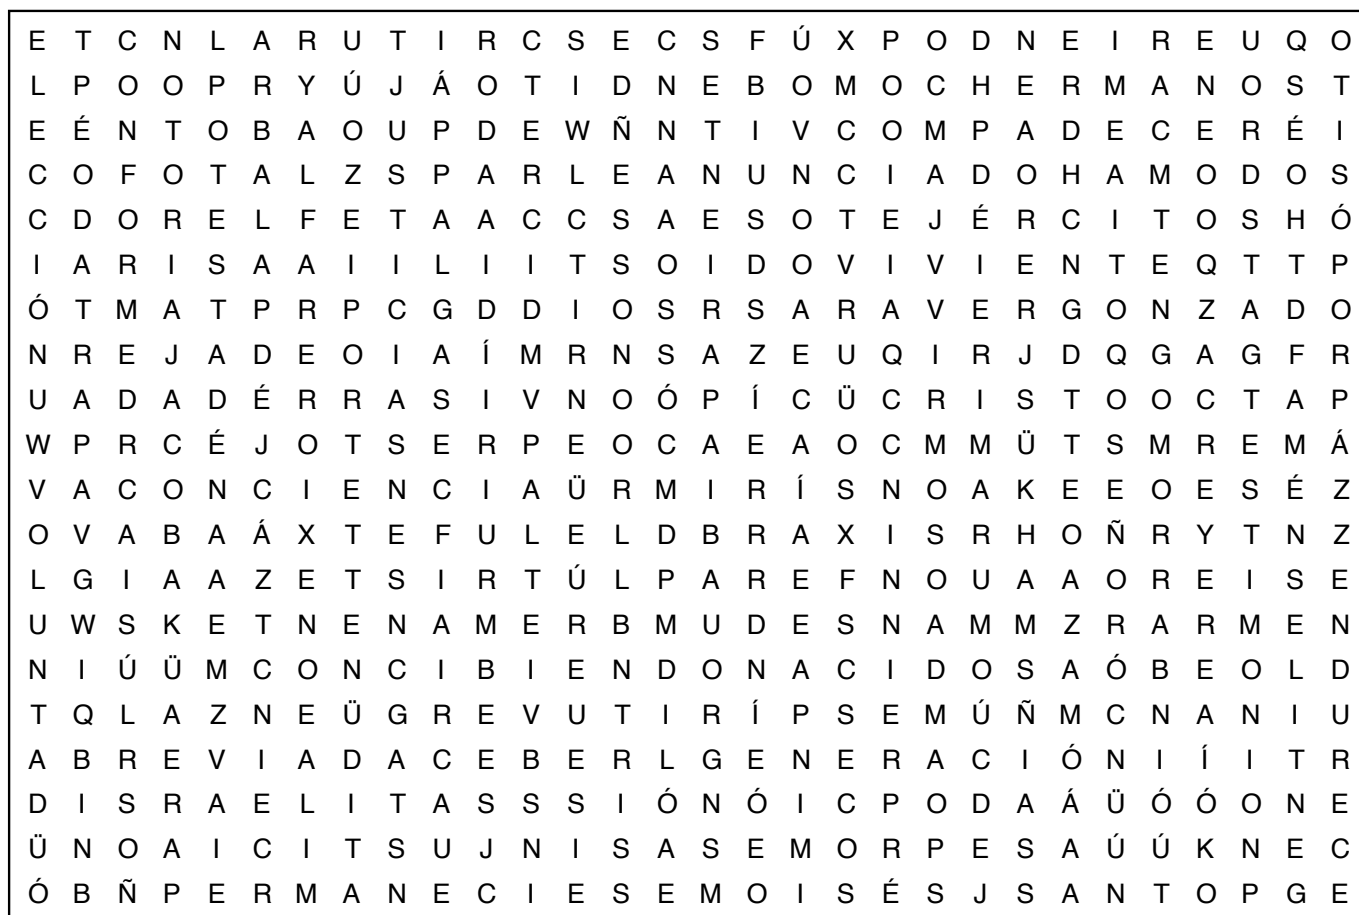 E T C N L A R U T I R C S E C S F Ú X P O D N E I R E U Q O
L P O O P R Y Ú J Á O T I D N E B O M O C H E R M A N O S T
E É N T O B A O U P D E W Ñ N T I V C O M P A D E C E R É I
C O F O T A L Z S P A R L E A N U N C I A D O H A M O D O S
C D O R E L F E T A A C C S A E S O T E J É R C I T O S H Ó
I A R I S A A I I L I I T S O I D O V I V I E N T E Q T T P
Ó T M A T P R P C G D D I O S R S A R A V E R G O N Z A D O
N R E J A D E O I A Í M R N S A Z E U Q I R J D Q G A G F R
U A D A D É R R A S I V N O Ó P Í C Ü C R I S T O O C T A P
W P R C É J O T S E R P E O C A E A O C M M Ü T S M R E M Á
V A C O N C I E N C I A Ü R M I R Í S N O A K E E O E S É Z
O V A B A Á X T E F U L E L D B R A X I S R H O Ñ R Y T N Z
L G I A A Z E T S I R T Ú L P A R E F N O U A A O R E I S E
U W S K E T N E N A M E R B M U D E S N A M M Z R A R M E N
N I Ú Ü M C O N C I B I E N D O N A C I D O S A Ó B E O L D
T Q L A Z N E Ü G R E V U T I R Í P S E M Ú Ñ M C N A N I U
A B R E V I A D A C E B E R L G E N E R A C I Ó N I Í I T R
D I S R A E L I T A S S S I Ó N Ó I C P O D A Á Ü Ó Ó O N E
Ü N O A I C I T S U J N I S A S E M O R P E S A Ú Ú K N E C
Ó B Ñ P E R M A N E C I E S E M O I S É S J S A N T O P G E